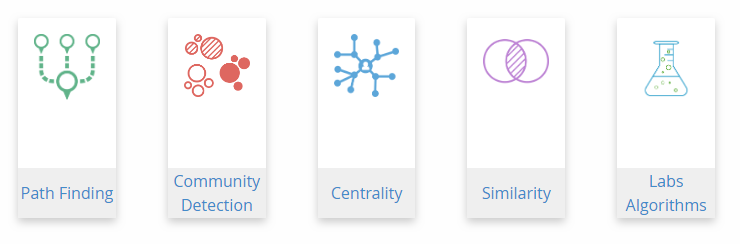 Path Finding
Community
Detection
Centrality
Similarity
Labs
Algorithms